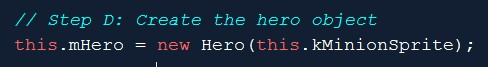 // Step D: Create the hero object
this.mHero = new Hero(this.kMinionSprite);